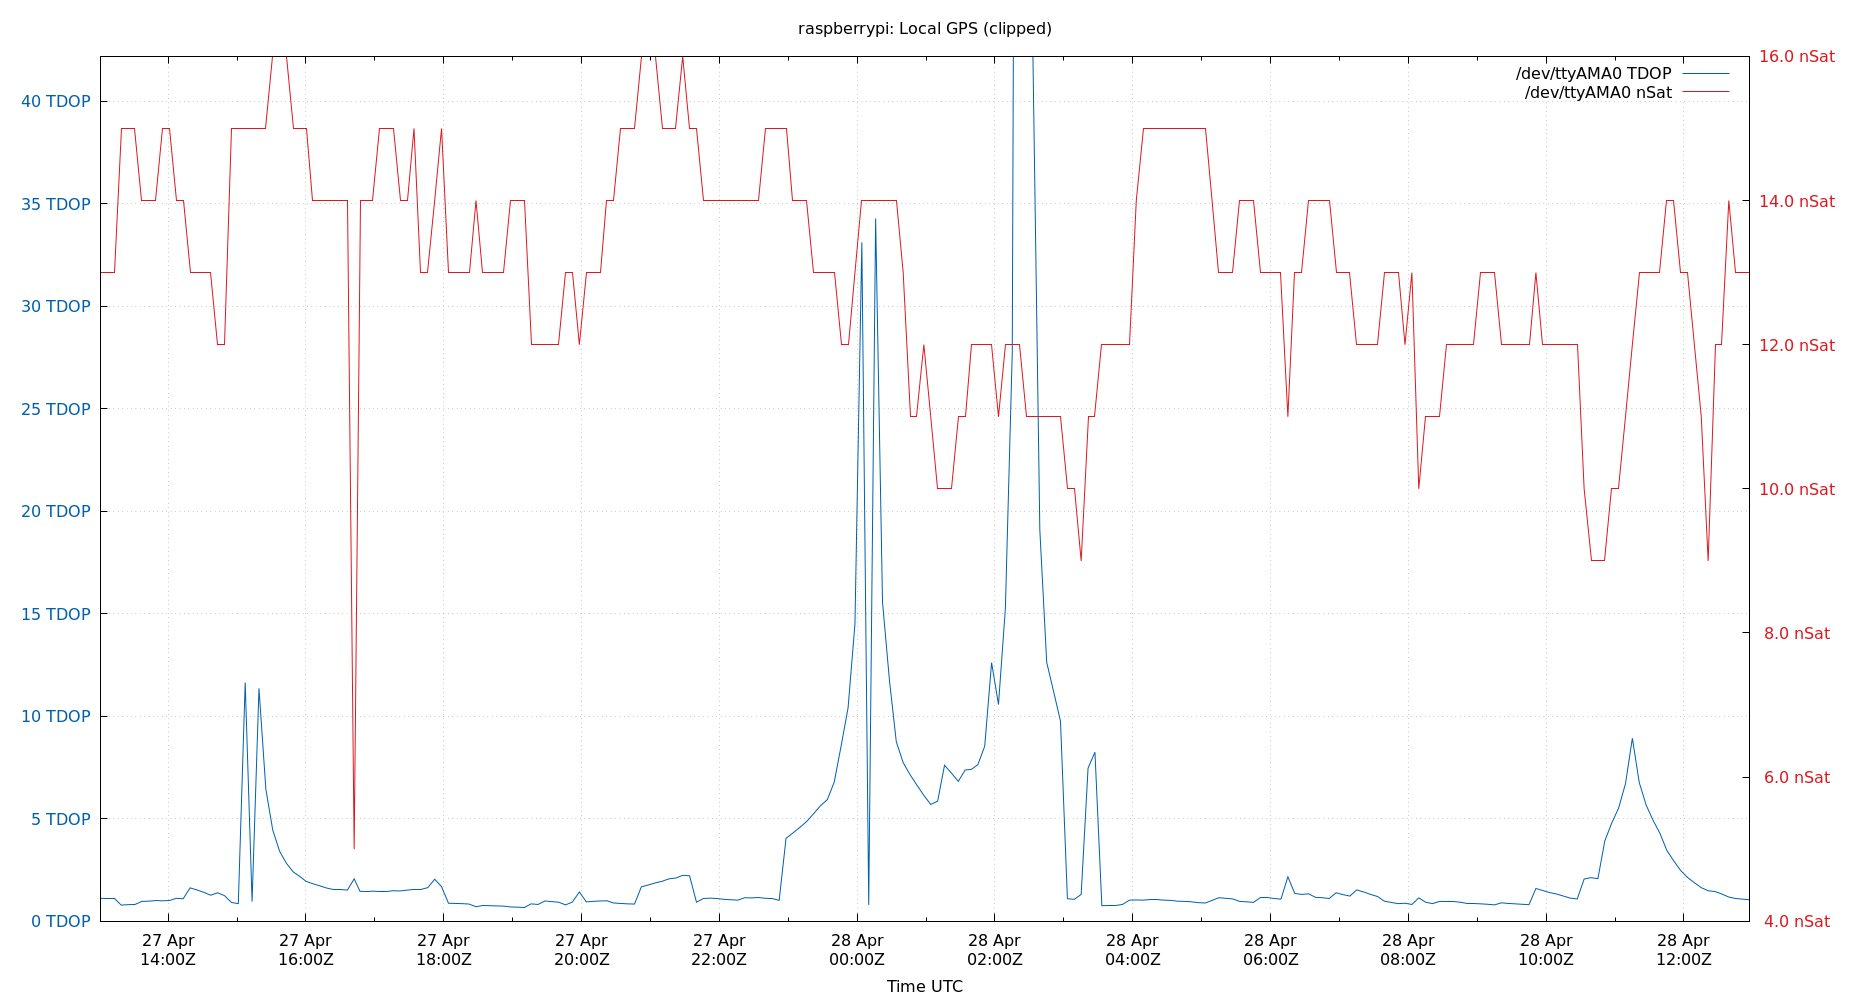 raspberrypi: Local GPS (clipped)
/dev/ttyAMA0 TDOP
/dev/ttyAMA0 nSat
40 TDOP
35 TDOP
30 TDOP
25 TDOP
20 TDOP
15 TDOP
10 TDOP
5 TDOP
0 TDOP
16.0 nSat
14.0 nSat
12.0 nSat
10.0 nSat
8.0 nSat
6.0 nSat
4.0 nSat
27 Apr
14:00Z
27 Apr
16:00Z
27 Apr
18:00Z
27 Apr
20:00Z
27 Apr
22:00Z
28 Apr
00:00Z
28 Apr
02:00Z
28 Apr
04:00Z
28 Apr
06:00Z
28 Apr
08:00Z
28 Apr
10:00Z
28 Apr
12:00Z
Time UTC